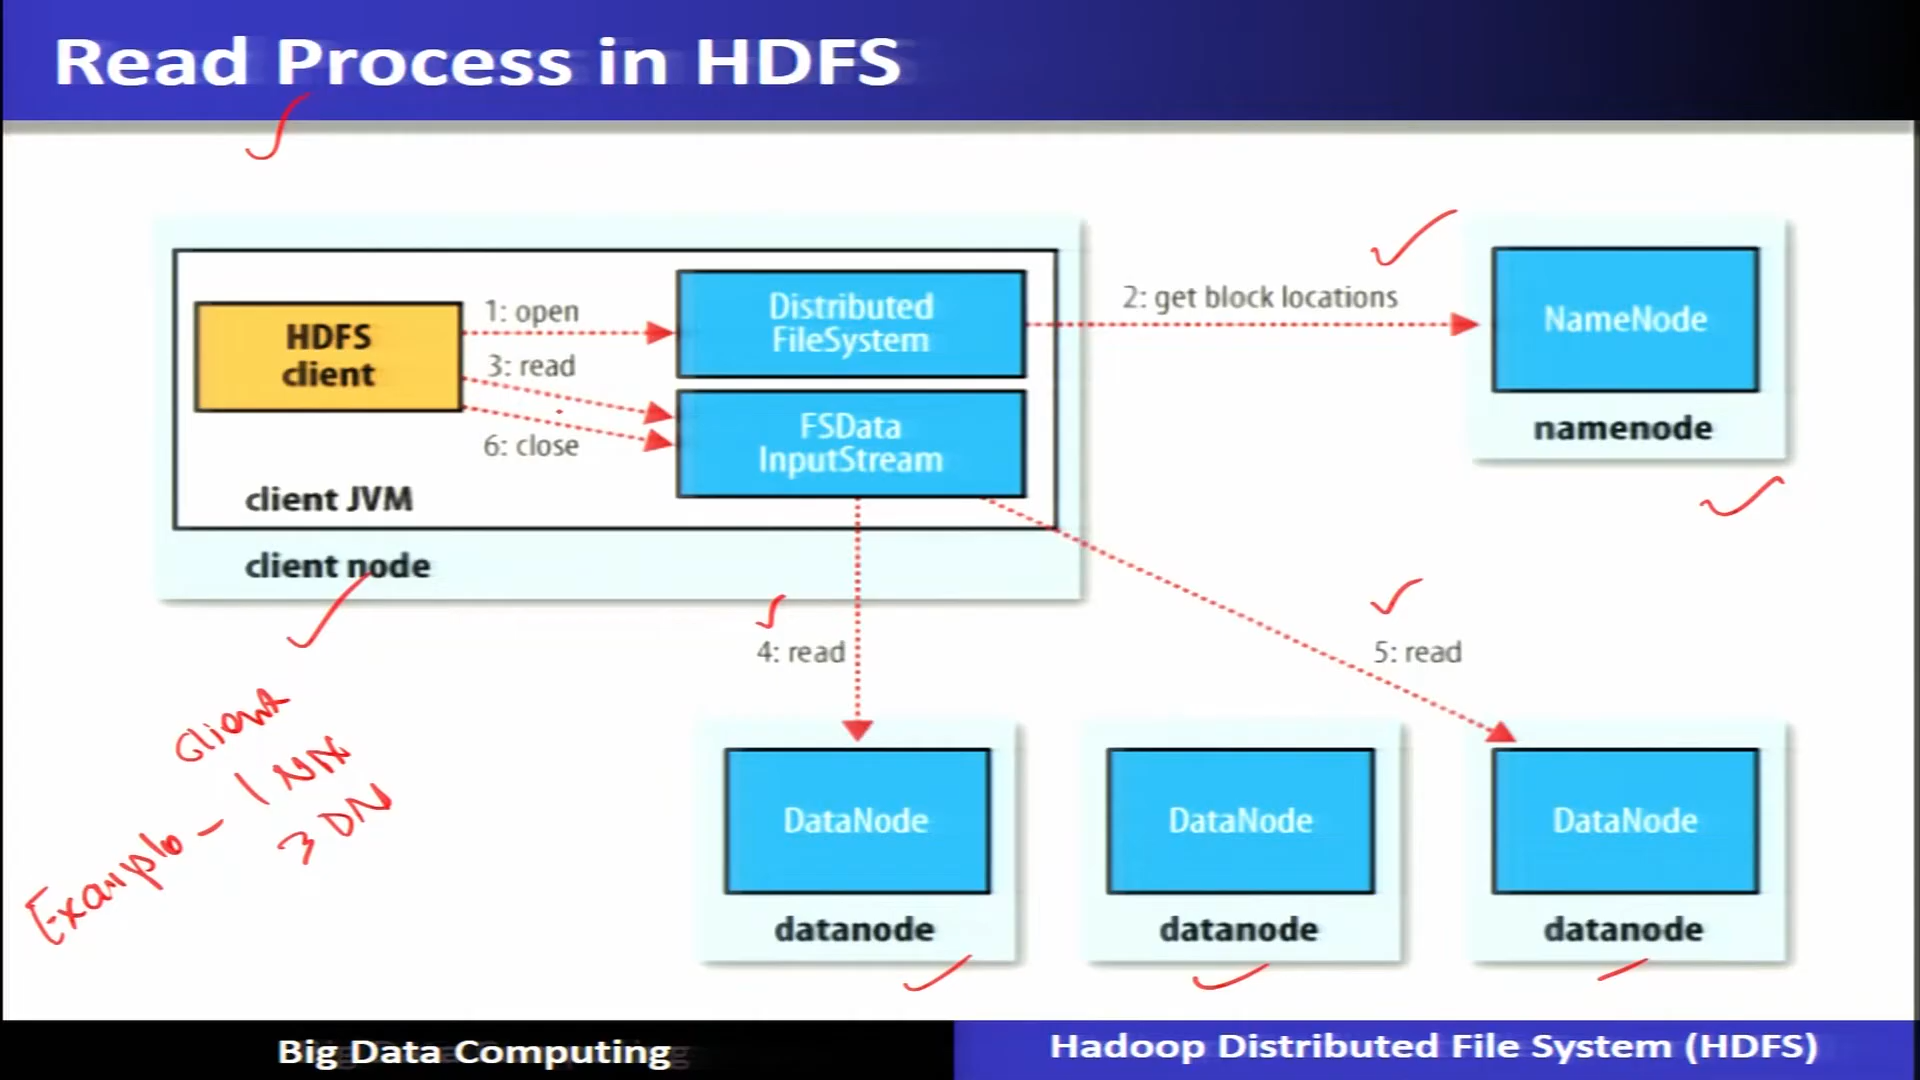 Read Process in HDFS
HDFS
client
1: open
3: read
6: close
Distributed
FileSystem
FSData
InputStream
client JVM
client node
2: get block locations
NameNode
namenode
4: read
5: read
DataNode
datanode
DataNode
datanode
DataNode
datanode
Client
Example - 1 NN
3 DN
Big Data Computing
Hadoop Distributed File System (HDFS)